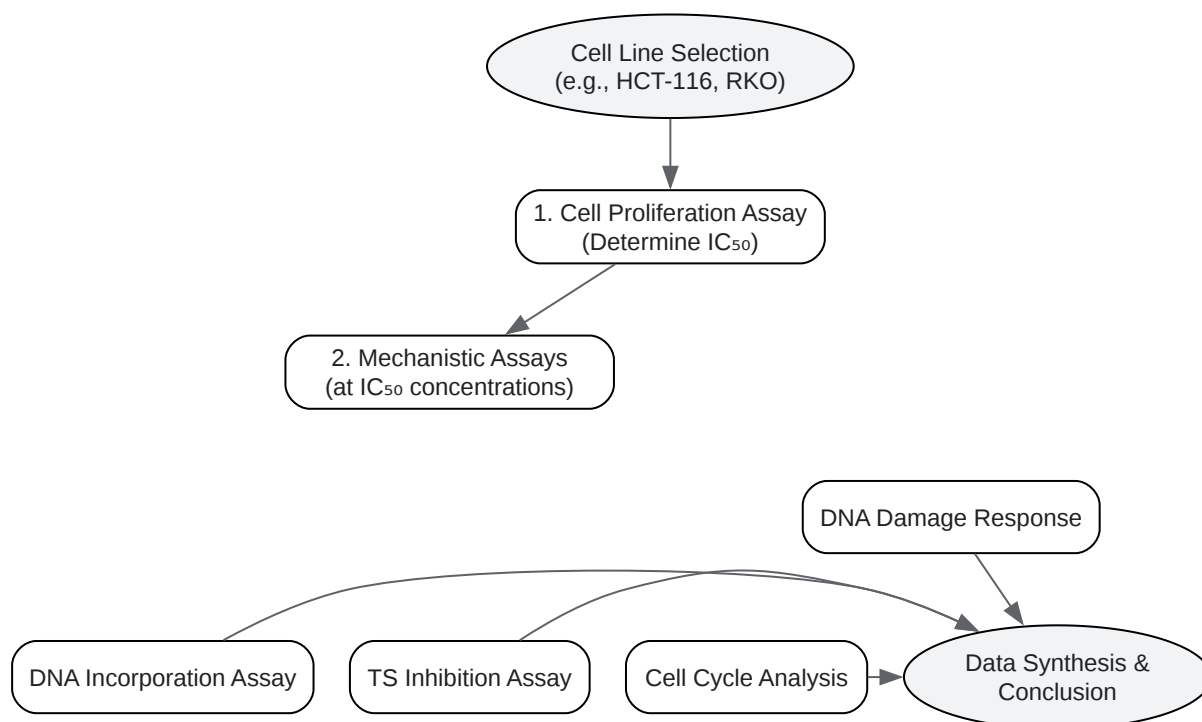 Cell Line Selection
(e.g., HCT-116, RKO)
1. Cell Proliferation Assay
(Determine IC₅₀)
2. Mechanistic Assays
(at IC₅₀ concentrations)
DNA Damage Response
DNA Incorporation Assay
TS Inhibition Assay
Cell Cycle Analysis
Data Synthesis &
Conclusion